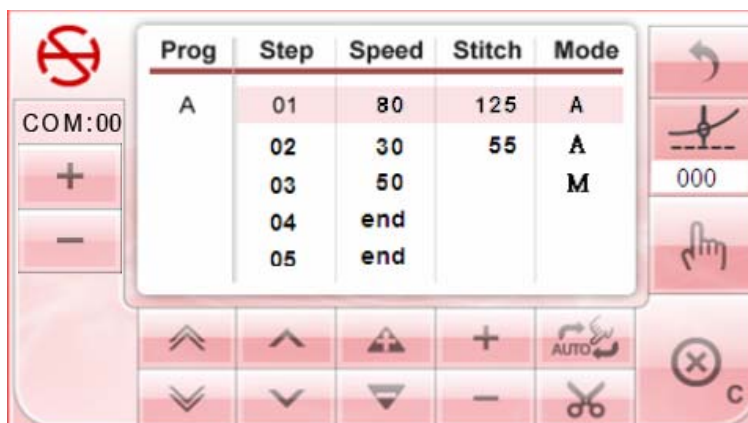 Prog Step Speed Stitch Mode
A 01 80 125 A
COM:00
02 30 55 A
03 50 M
000
04 end
05 end
AUTO
C